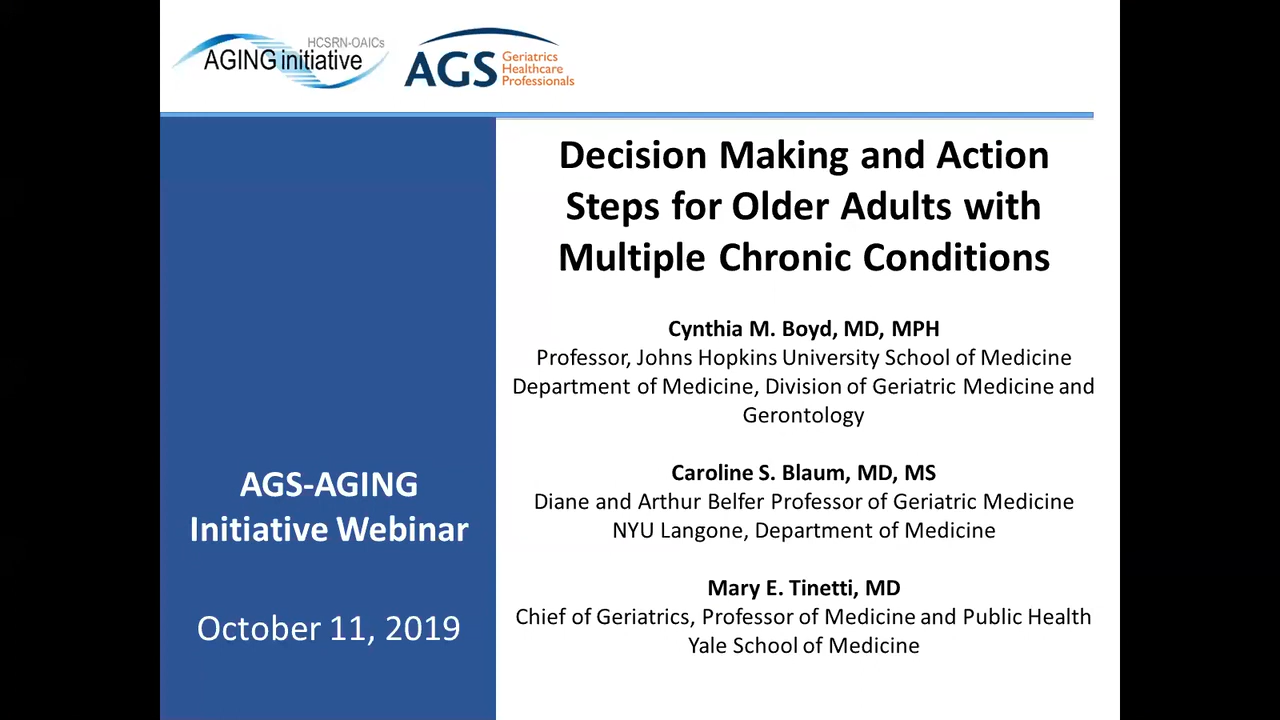 HCSRN-OAICs
AGING initiative
AGS
Geriatrics
Healthcare
Professionals
Decision Making and Action
Steps for Older Adults with
Multiple Chronic Conditions
Cynthia M. Boyd, MD, MPH
Professor, Johns Hopkins University School of Medicine
Department of Medicine, Division of Geriatric Medicine and
Gerontology
Caroline S. Blaum, MD, MS
Diane and Arthur Belfer Professor of Geriatric Medicine
NYU Langone, Department of Medicine
Mary E. Tinetti, MD
Chief of Geriatrics, Professor of Medicine and Public Health
Yale School of Medicine
AGS-AGING
Initiative Webinar
October 11, 2019